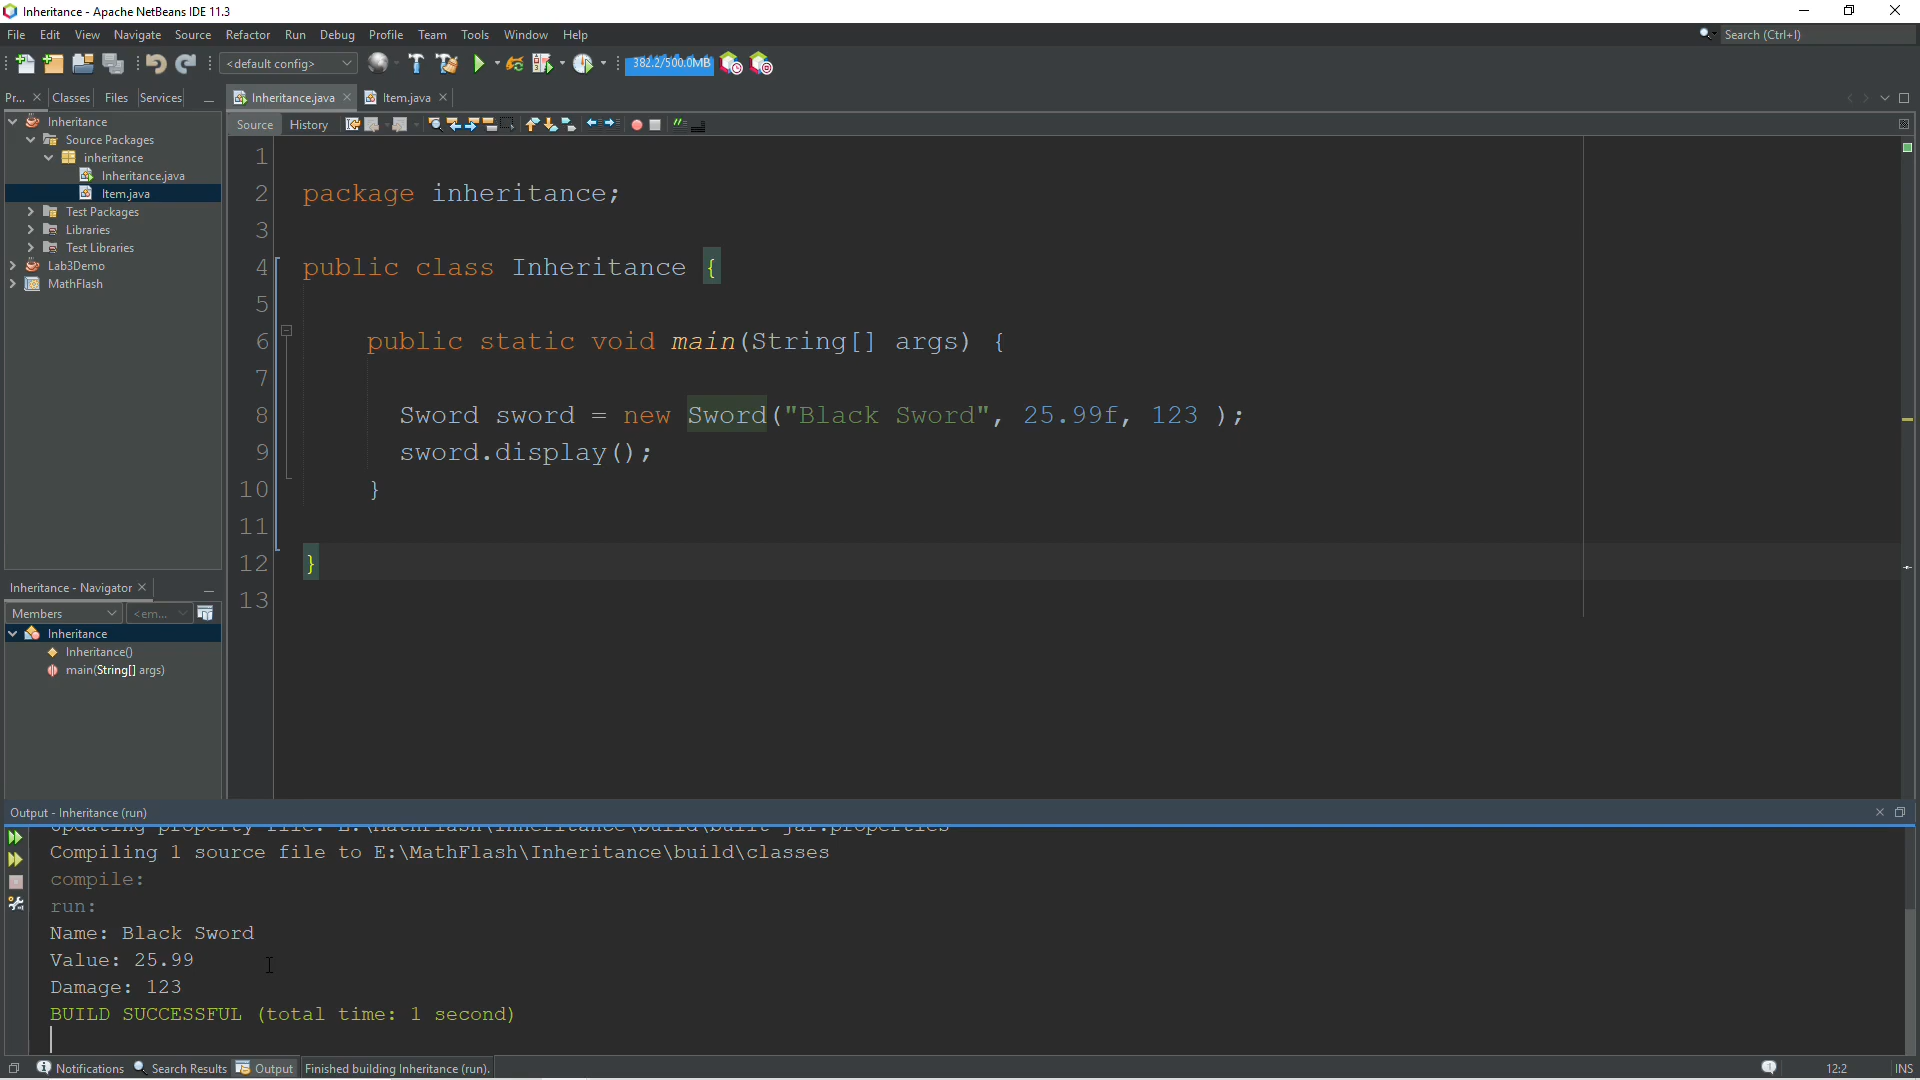 Inheritance - Apache NetBeans IDE 11.3
File Edit View Navigate Source Refactor Run Debug Profile Team Tools Window Help
Search (Ctrl+I)
<default config>
382.2/500.0MB
Pr... Classes Files Services
Inheritance.java Item.java
Source History
Inheritance
Source Packages
inheritance
Inheritance.java
Item.java
Test Packages
Libraries
Test Libraries
Lab3Demo
MathFlash
1
2 package inheritance;
3
4 public class Inheritance {
5
6 public static void main(String[] args) {
7
8 Sword sword = new Sword("Black Sword", 25.99f, 123 );
9 sword.display();
10 }
11
12 }
13
Inheritance - Navigator
Members <em...
Inheritance
Inheritance()
main(String[] args)
Output - Inheritance (run)
Updating property file: E:\MathFlash\Inheritance\build\built-jar.properties
Compiling 1 source file to E:\MathFlash\Inheritance\build\classes
compile:
run:
Name: Black Sword
Value: 25.99
Damage: 123
BUILD SUCCESSFUL (total time: 1 second)
Notifications Search Results Output Finished building Inheritance (run).
1
12:2 INS